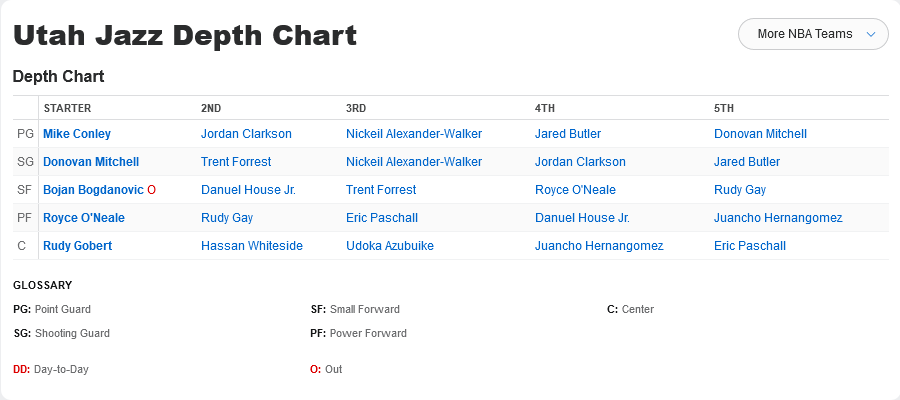 Utah Jazz Depth Chart
More NBA Teams
Depth Chart
STARTER 2ND 3RD 4TH 5TH
PG Mike Conley Jordan Clarkson Nickeil Alexander-Walker Jared Butler Donovan Mitchell
SG Donovan Mitchell Trent Forrest Nickeil Alexander-Walker Jordan Clarkson Jared Butler
SF Bojan Bogdanovic O Danuel House Jr. Trent Forrest Royce O'Neale Rudy Gay
PF Royce O'Neale Rudy Gay Eric Paschall Danuel House Jr. Juancho Hernangomez
C Rudy Gobert Hassan Whiteside Udoka Azubuike Juancho Hernangomez Eric Paschall
GLOSSARY
PG: Point Guard SF: Small Forward C: Center
SG: Shooting Guard PF: Power Forward
DD: Day-to-Day O: Out